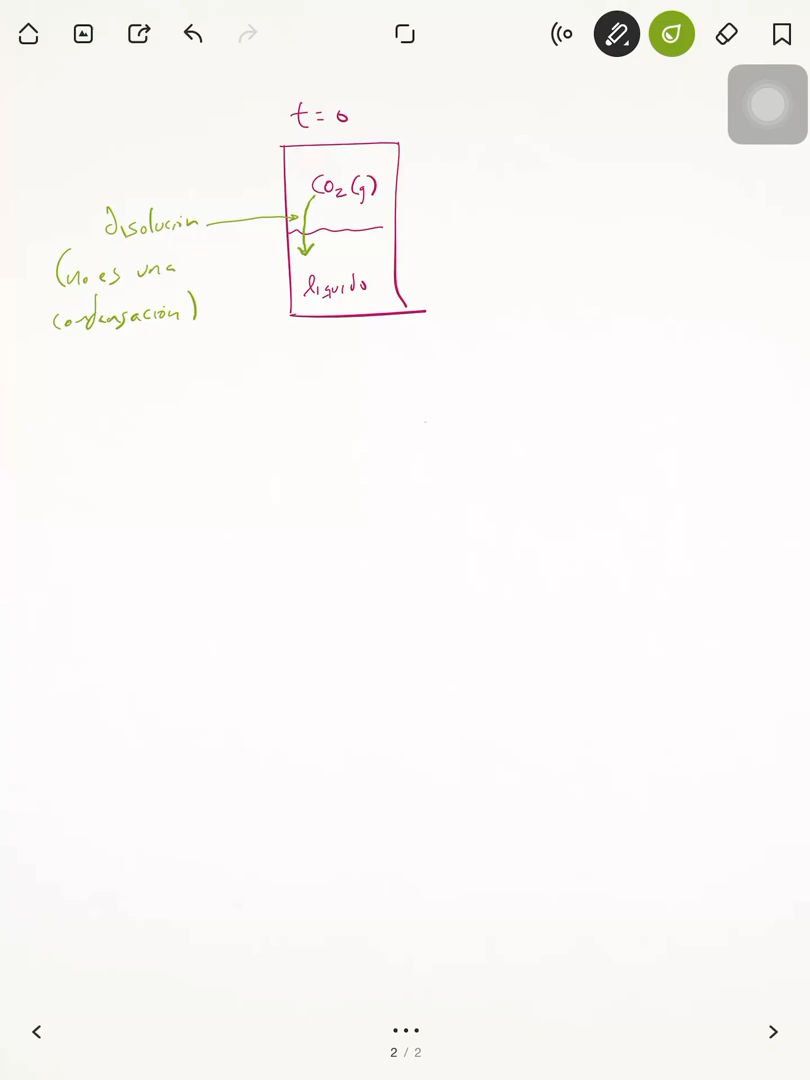 t = 0
CO₂(g)
disolución
(no es una
condensación)
líquido
2 / 2